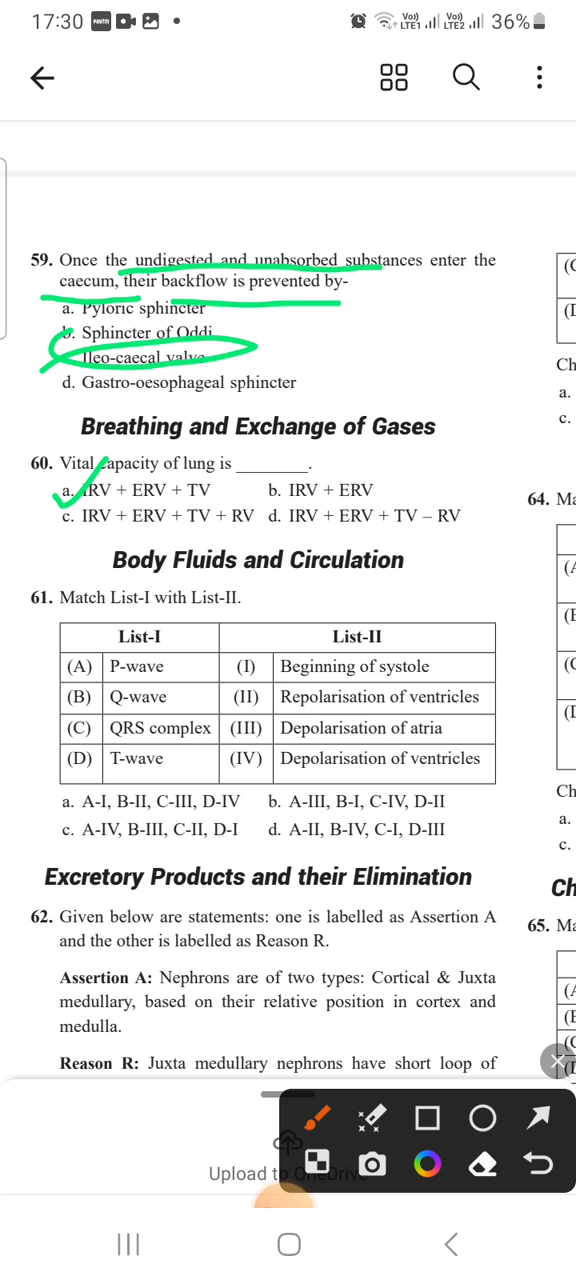 17:30 paytm Vo)) LTE1 Vo)) LTE2 36%
59. Once the undigested and unabsorbed substances enter the
caecum, their backflow is prevented by-
a. Pyloric sphincter
b. Sphincter of Oddi
Ileo-caecal valve
d. Gastro-oesophageal sphincter
Breathing and Exchange of Gases
60. Vital capacity of lung is ________.
a. IRV + ERV + TV b. IRV + ERV
c. IRV + ERV + TV + RV d. IRV + ERV + TV – RV
Body Fluids and Circulation
61. Match List-I with List-II.
List-I List-II
(A) P-wave (I) Beginning of systole
(B) Q-wave (II) Repolarisation of ventricles
(C) QRS complex (III) Depolarisation of atria
(D) T-wave (IV) Depolarisation of ventricles
a. A-I, B-II, C-III, D-IV b. A-III, B-I, C-IV, D-II
c. A-IV, B-III, C-II, D-I d. A-II, B-IV, C-I, D-III
Excretory Products and their Elimination
62. Given below are statements: one is labelled as Assertion A
and the other is labelled as Reason R.
Assertion A: Nephrons are of two types: Cortical & Juxta
medullary, based on their relative position in cortex and
medulla.
Reason R: Juxta medullary nephrons have short loop of
Ch
a.
c.
64. Ma
Ch
a.
c.
Ch
65. Ma
Upload to OneDrive